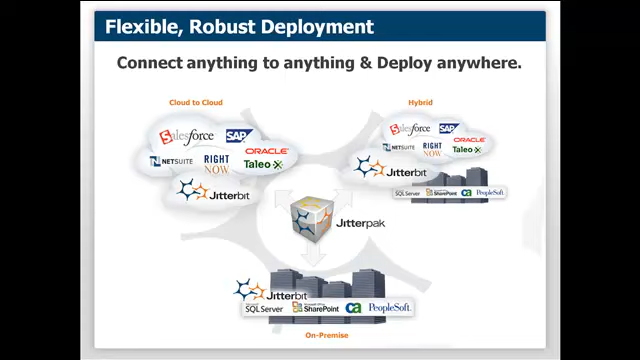 Flexible, Robust Deployment
Connect anything to anything & Deploy anywhere.
Cloud to Cloud
salesforce SAP
ORACLE
NETSUITE RIGHT NOW Taleo
Jitterbit
Hybrid
salesforce SAP
ORACLE
NETSUITE RIGHT NOW Taleo
Jitterbit
SQL Server SharePoint ca PeopleSoft
Jitterpak
Jitterbit
SQL Server SharePoint ca PeopleSoft.
On-Premise